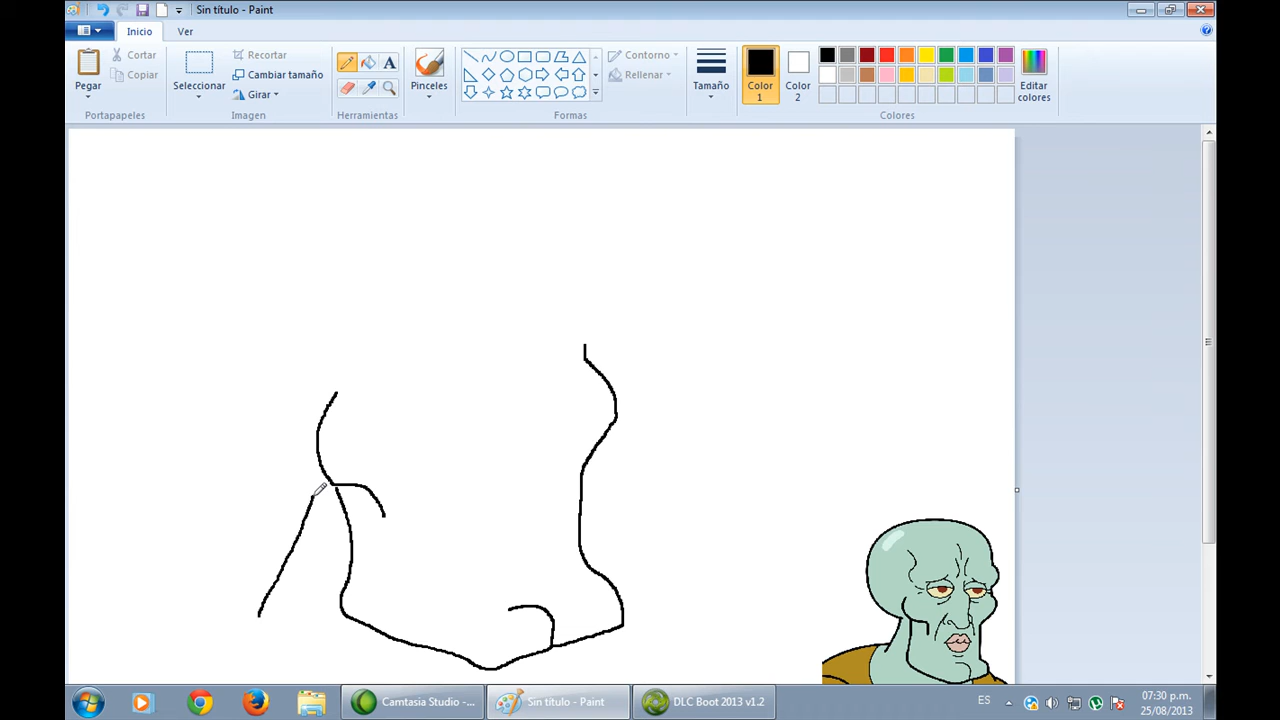 Sin título - Paint
Inicio
Ver
Pegar
Cortar
Copiar
Portapapeles
Seleccionar
Recortar
Cambiar tamaño
Girar
Imagen
A
Herramientas
Pinceles
Contorno
Rellenar
Formas
Tamaño
Color 1
Color 2
Editar colores
Colores
Camtasia Studio -...
Sin título - Paint
DLC Boot 2013 v1.2
ES
07:30 p.m.
25/08/2013